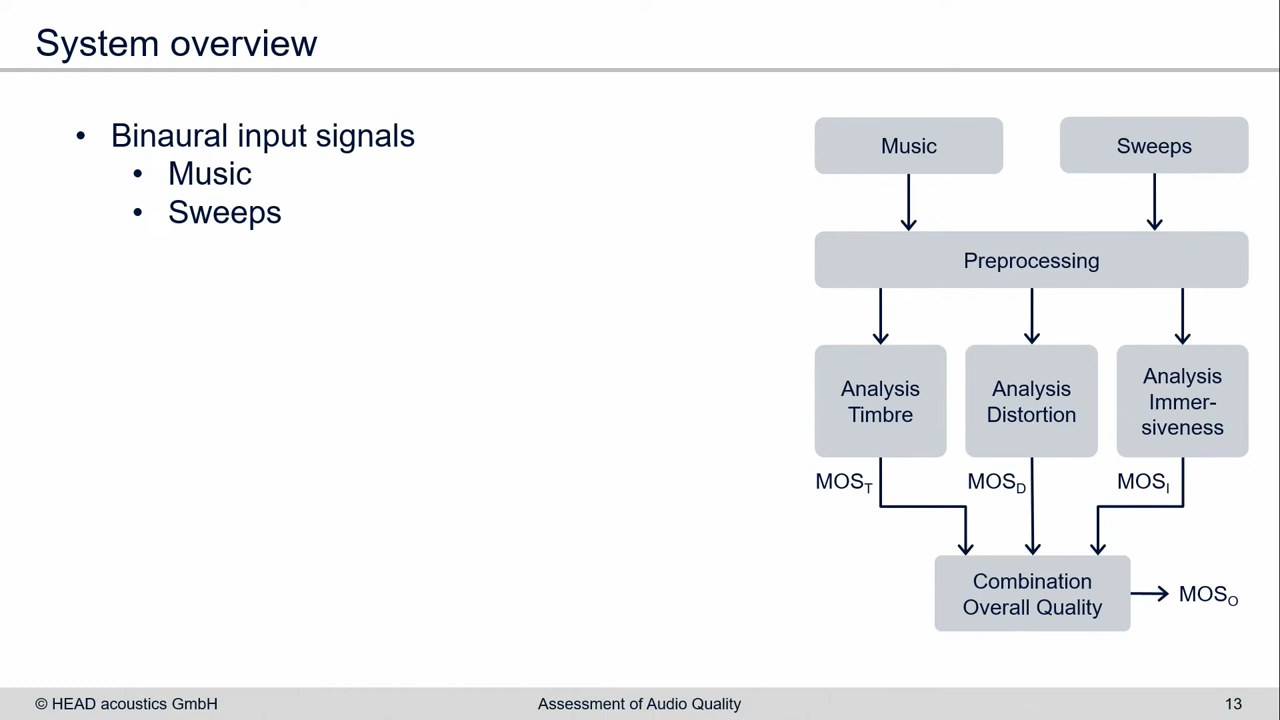 System overview
• Binaural input signals
• Music
• Sweeps
Music
Sweeps
Preprocessing
Analysis
Timbre
Analysis
Distortion
Analysis
Immer-
siveness
MOST
MOSD
MOSI
Combination
Overall Quality
MOSO
© HEAD acoustics GmbH
Assessment of Audio Quality
13